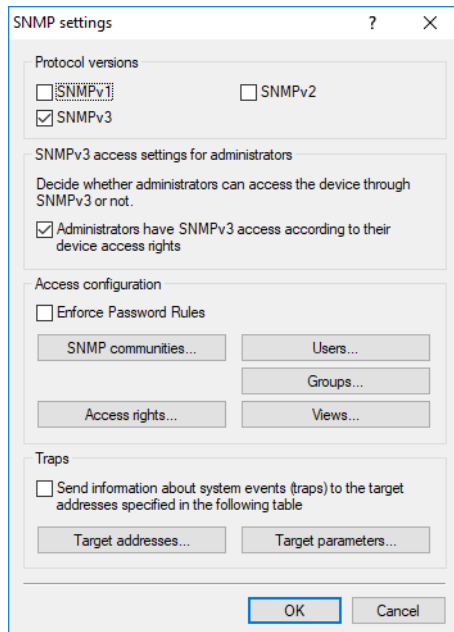 SNMP settings
?
Protocol versions
SNMPv1
SNMPv2
SNMPv3
SNMPv3 access settings for administrators
Decide whether administrators can access the device through
SNMPv3 or not.
Administrators have SNMPv3 access according to their
device access rights
Access configuration
Enforce Password Rules
SNMP communities...
Users...
Groups...
Access rights...
Views...
Traps
Send information about system events (traps) to the target
addresses specified in the following table
Target addresses...
Target parameters...
OK
Cancel